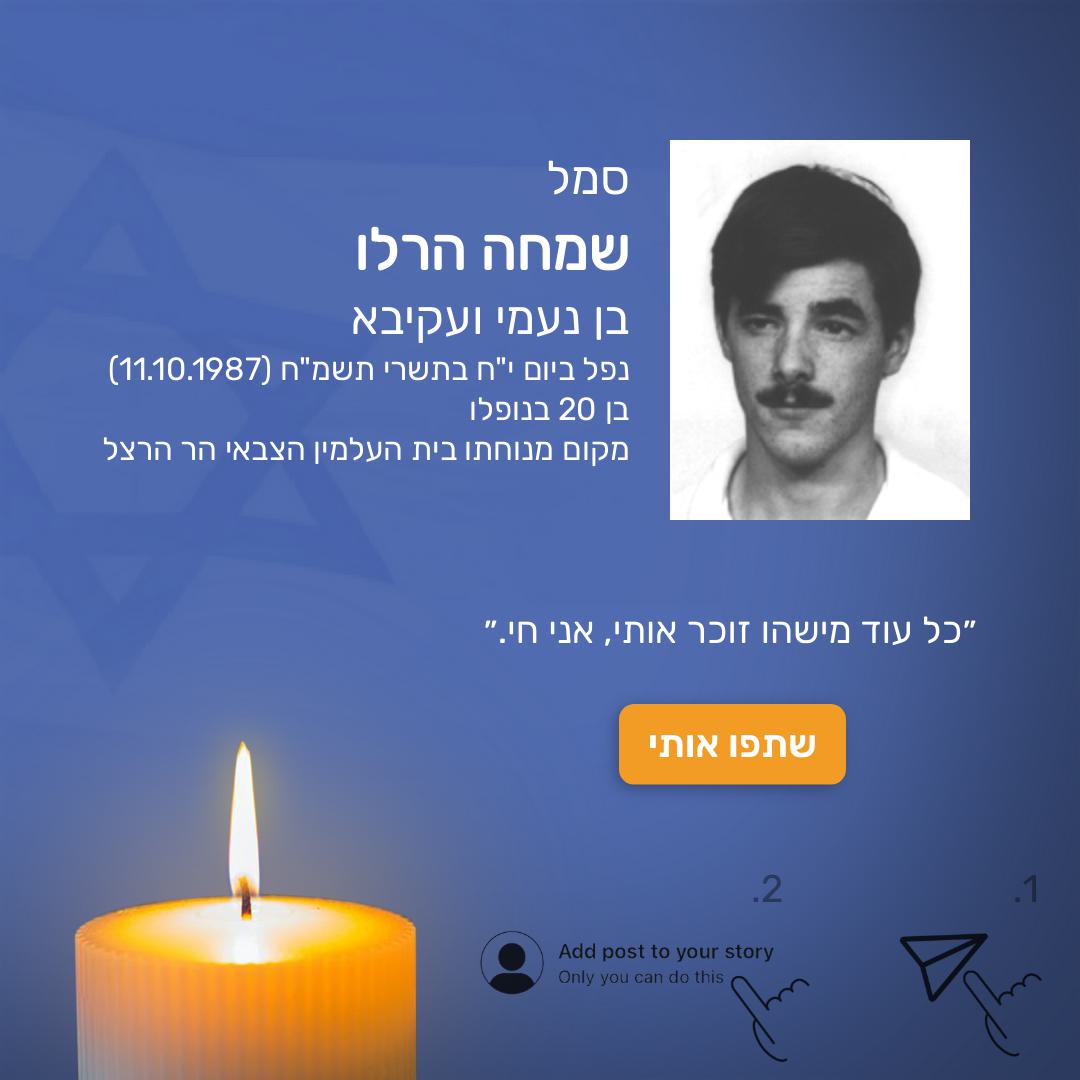 סמל
שמחה הרלו
בן נעמי ועקיבא
נפל ביום י"ח בתשרי תשמ"ח (11.10.1987)
בן 20 בנופלו
מקום מנוחתו בית העלמין הצבאי הר הרצל
״כל עוד מישהו זוכר אותי, אני חי.״
שתפו אותי
1.
2.
Add post to your story
Only you can do this